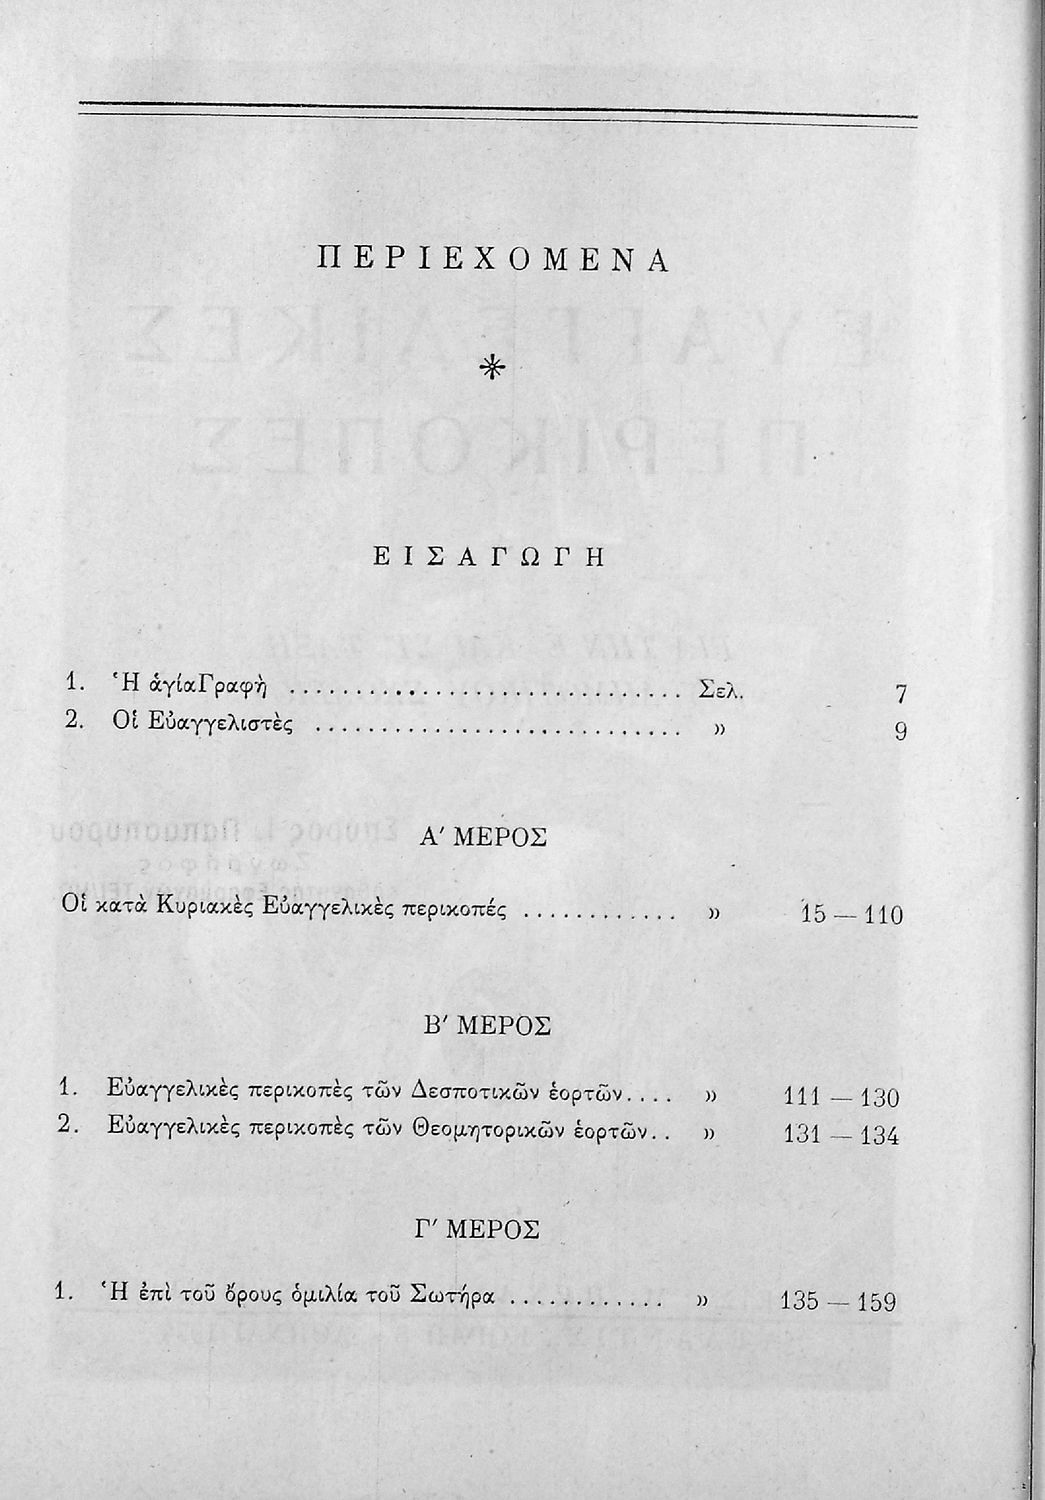 ΠΕΡΙΕΧΟΜΕΝΑ
ΕΙΣΑΓΩΓΗ
1. Ἡ ἁγίαΓραφὴ .............................. Σελ. 7
2. Οἱ Εὐαγγελιστὲς ............................ » 9
Α′ ΜΕΡΟΣ
Οἱ κατὰ Κυριακὲς Εὐαγγελικὲς περικοπές ............ » 15 — 110
Β′ ΜΕΡΟΣ
1. Εὐαγγελικὲς περικοπὲς τῶν Δεσποτικῶν ἑορτῶν.... » 111 — 130
2. Εὐαγγελικὲς περικοπὲς τῶν Θεομητορικῶν ἑορτῶν.. » 131 — 134
Γ′ ΜΕΡΟΣ
1. Ἡ ἐπὶ τοῦ ὄρους ὁμιλία τοῦ Σωτήρα ............ » 135 — 159